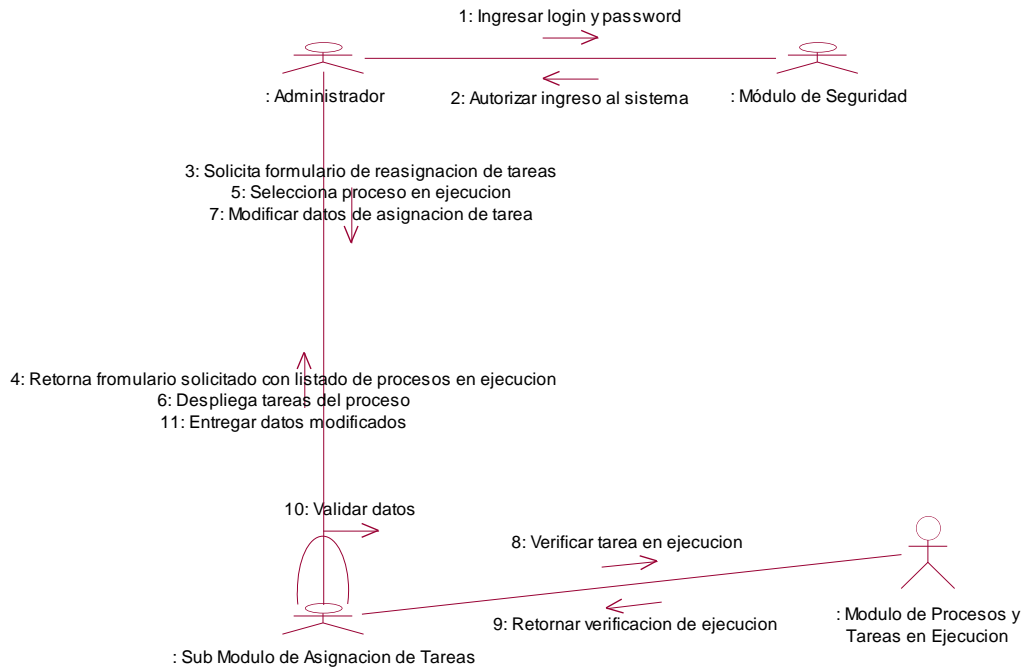 1: Ingresar login y password
: Administrador
2: Autorizar ingreso al sistema
: Módulo de Seguridad
3: Solicita formulario de reasignacion de tareas
5: Selecciona proceso en ejecucion
7: Modificar datos de asignacion de tarea
4: Retorna fromulario solicitado con listado de procesos en ejecucion
6: Despliega tareas del proceso
11: Entregar datos modificados
10: Validar datos
8: Verificar tarea en ejecucion
9: Retornar verificacion de ejecucion
: Modulo de Procesos y
Tareas en Ejecucion
: Sub Modulo de Asignacion de Tareas